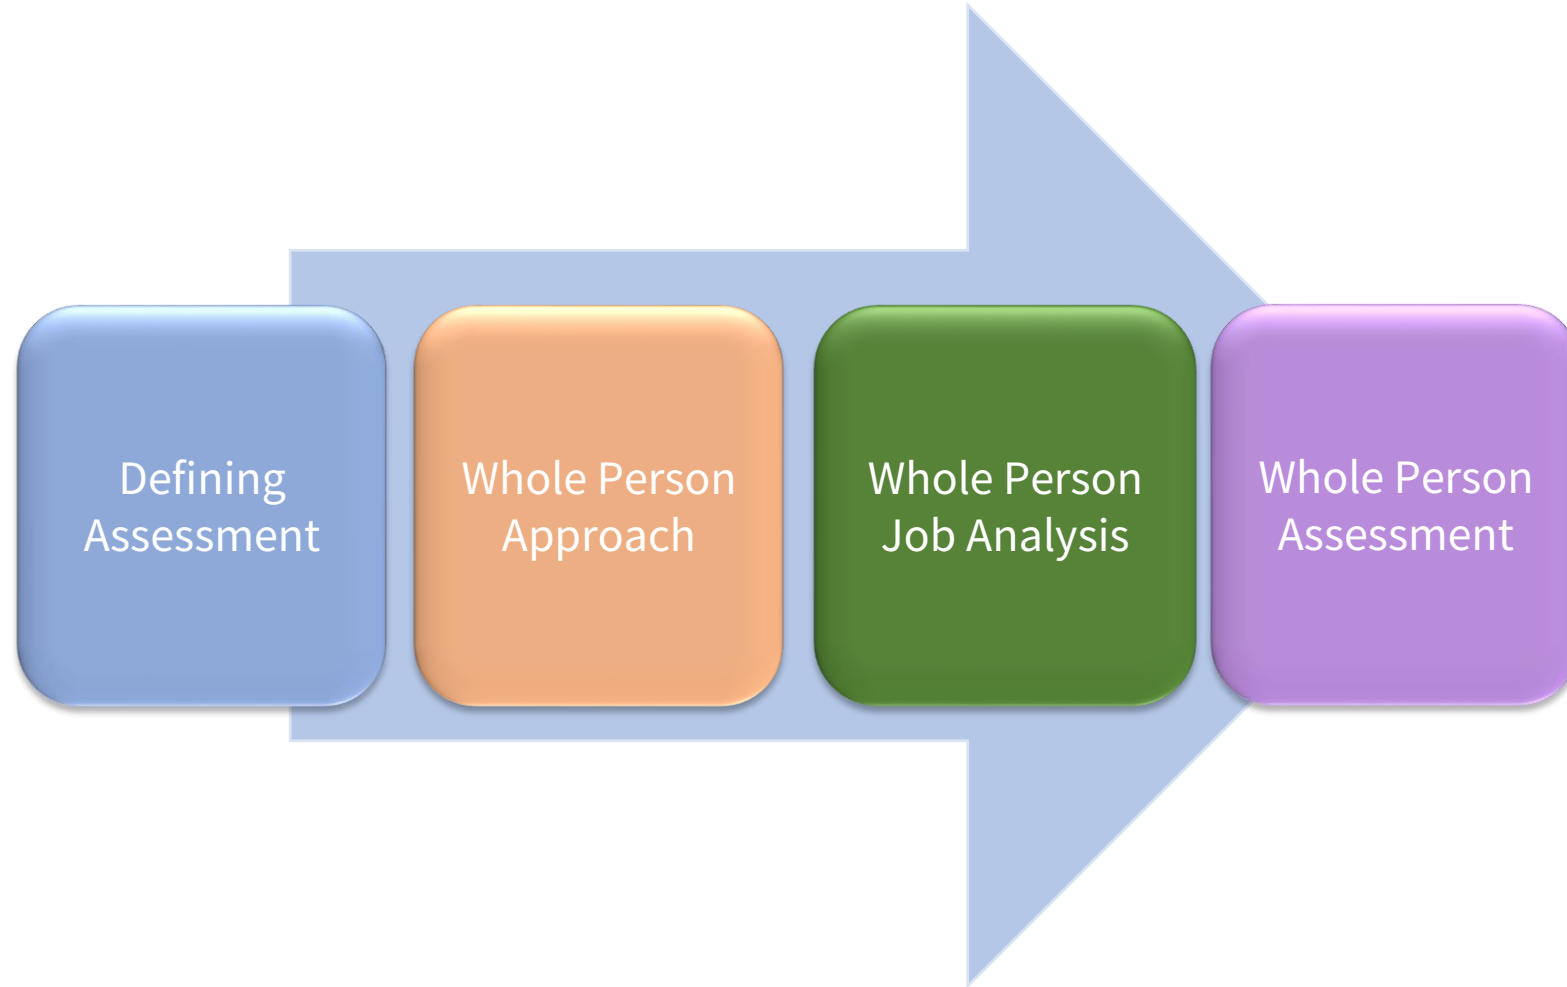 Defining
Assessment
Whole Person
Approach
Whole Person
Job Analysis
Whole Person
Assessment